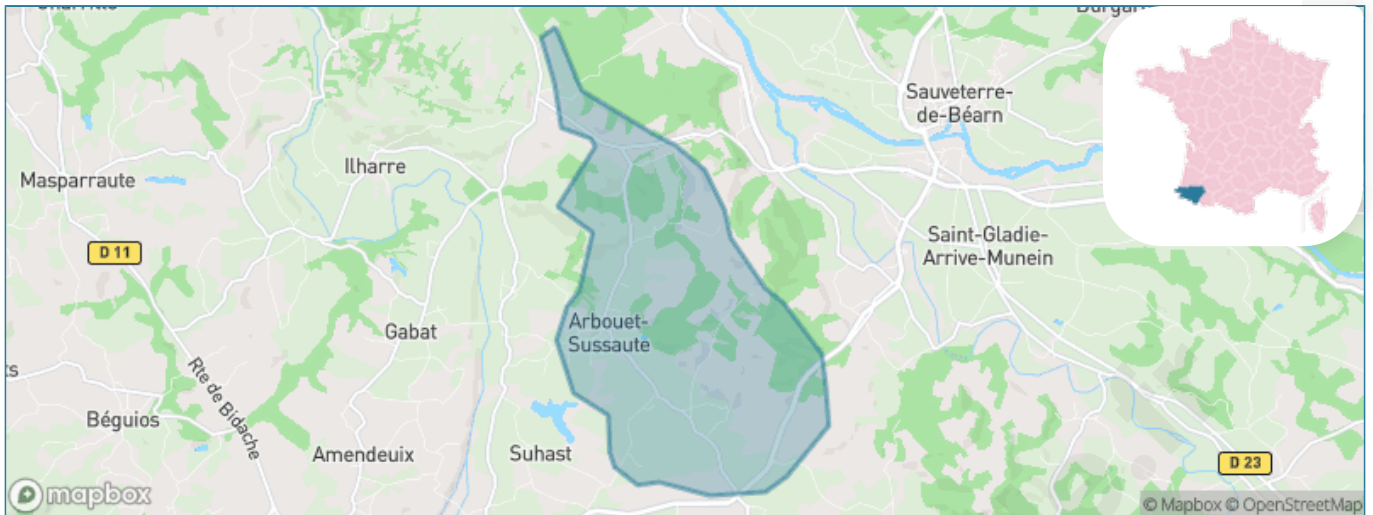 Sauveterre-
de-Béarn
Ilharre
Masparraute
Saint-Gladie-
Arrive-Munein
D 11
Arbouet-
Sussaute
Gabat
Rte de Bidache
Béguios
Amendeuix
Suhast
D 23
mapbox
© Mapbox © OpenStreetMap